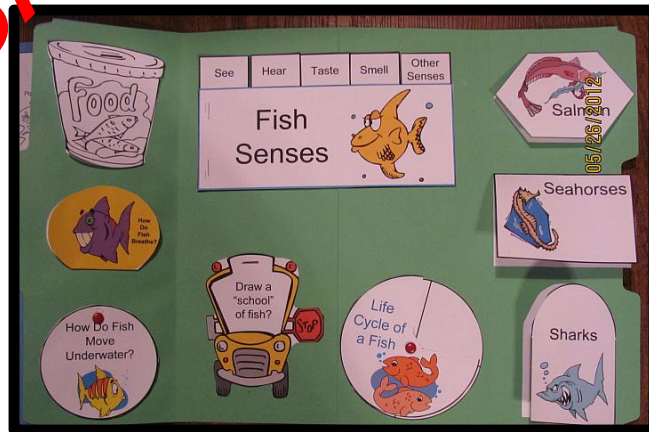 Food
See
Hear
Taste
Smell
Other
Senses
Fish
Senses
Salmon
05/26/2012
Seahorses
How
Do
Fish
Breathe?
Draw a
"school"
of fish?
STOP
How Do Fish
Move
Underwater?
Life
Cycle of
a Fish
Sharks